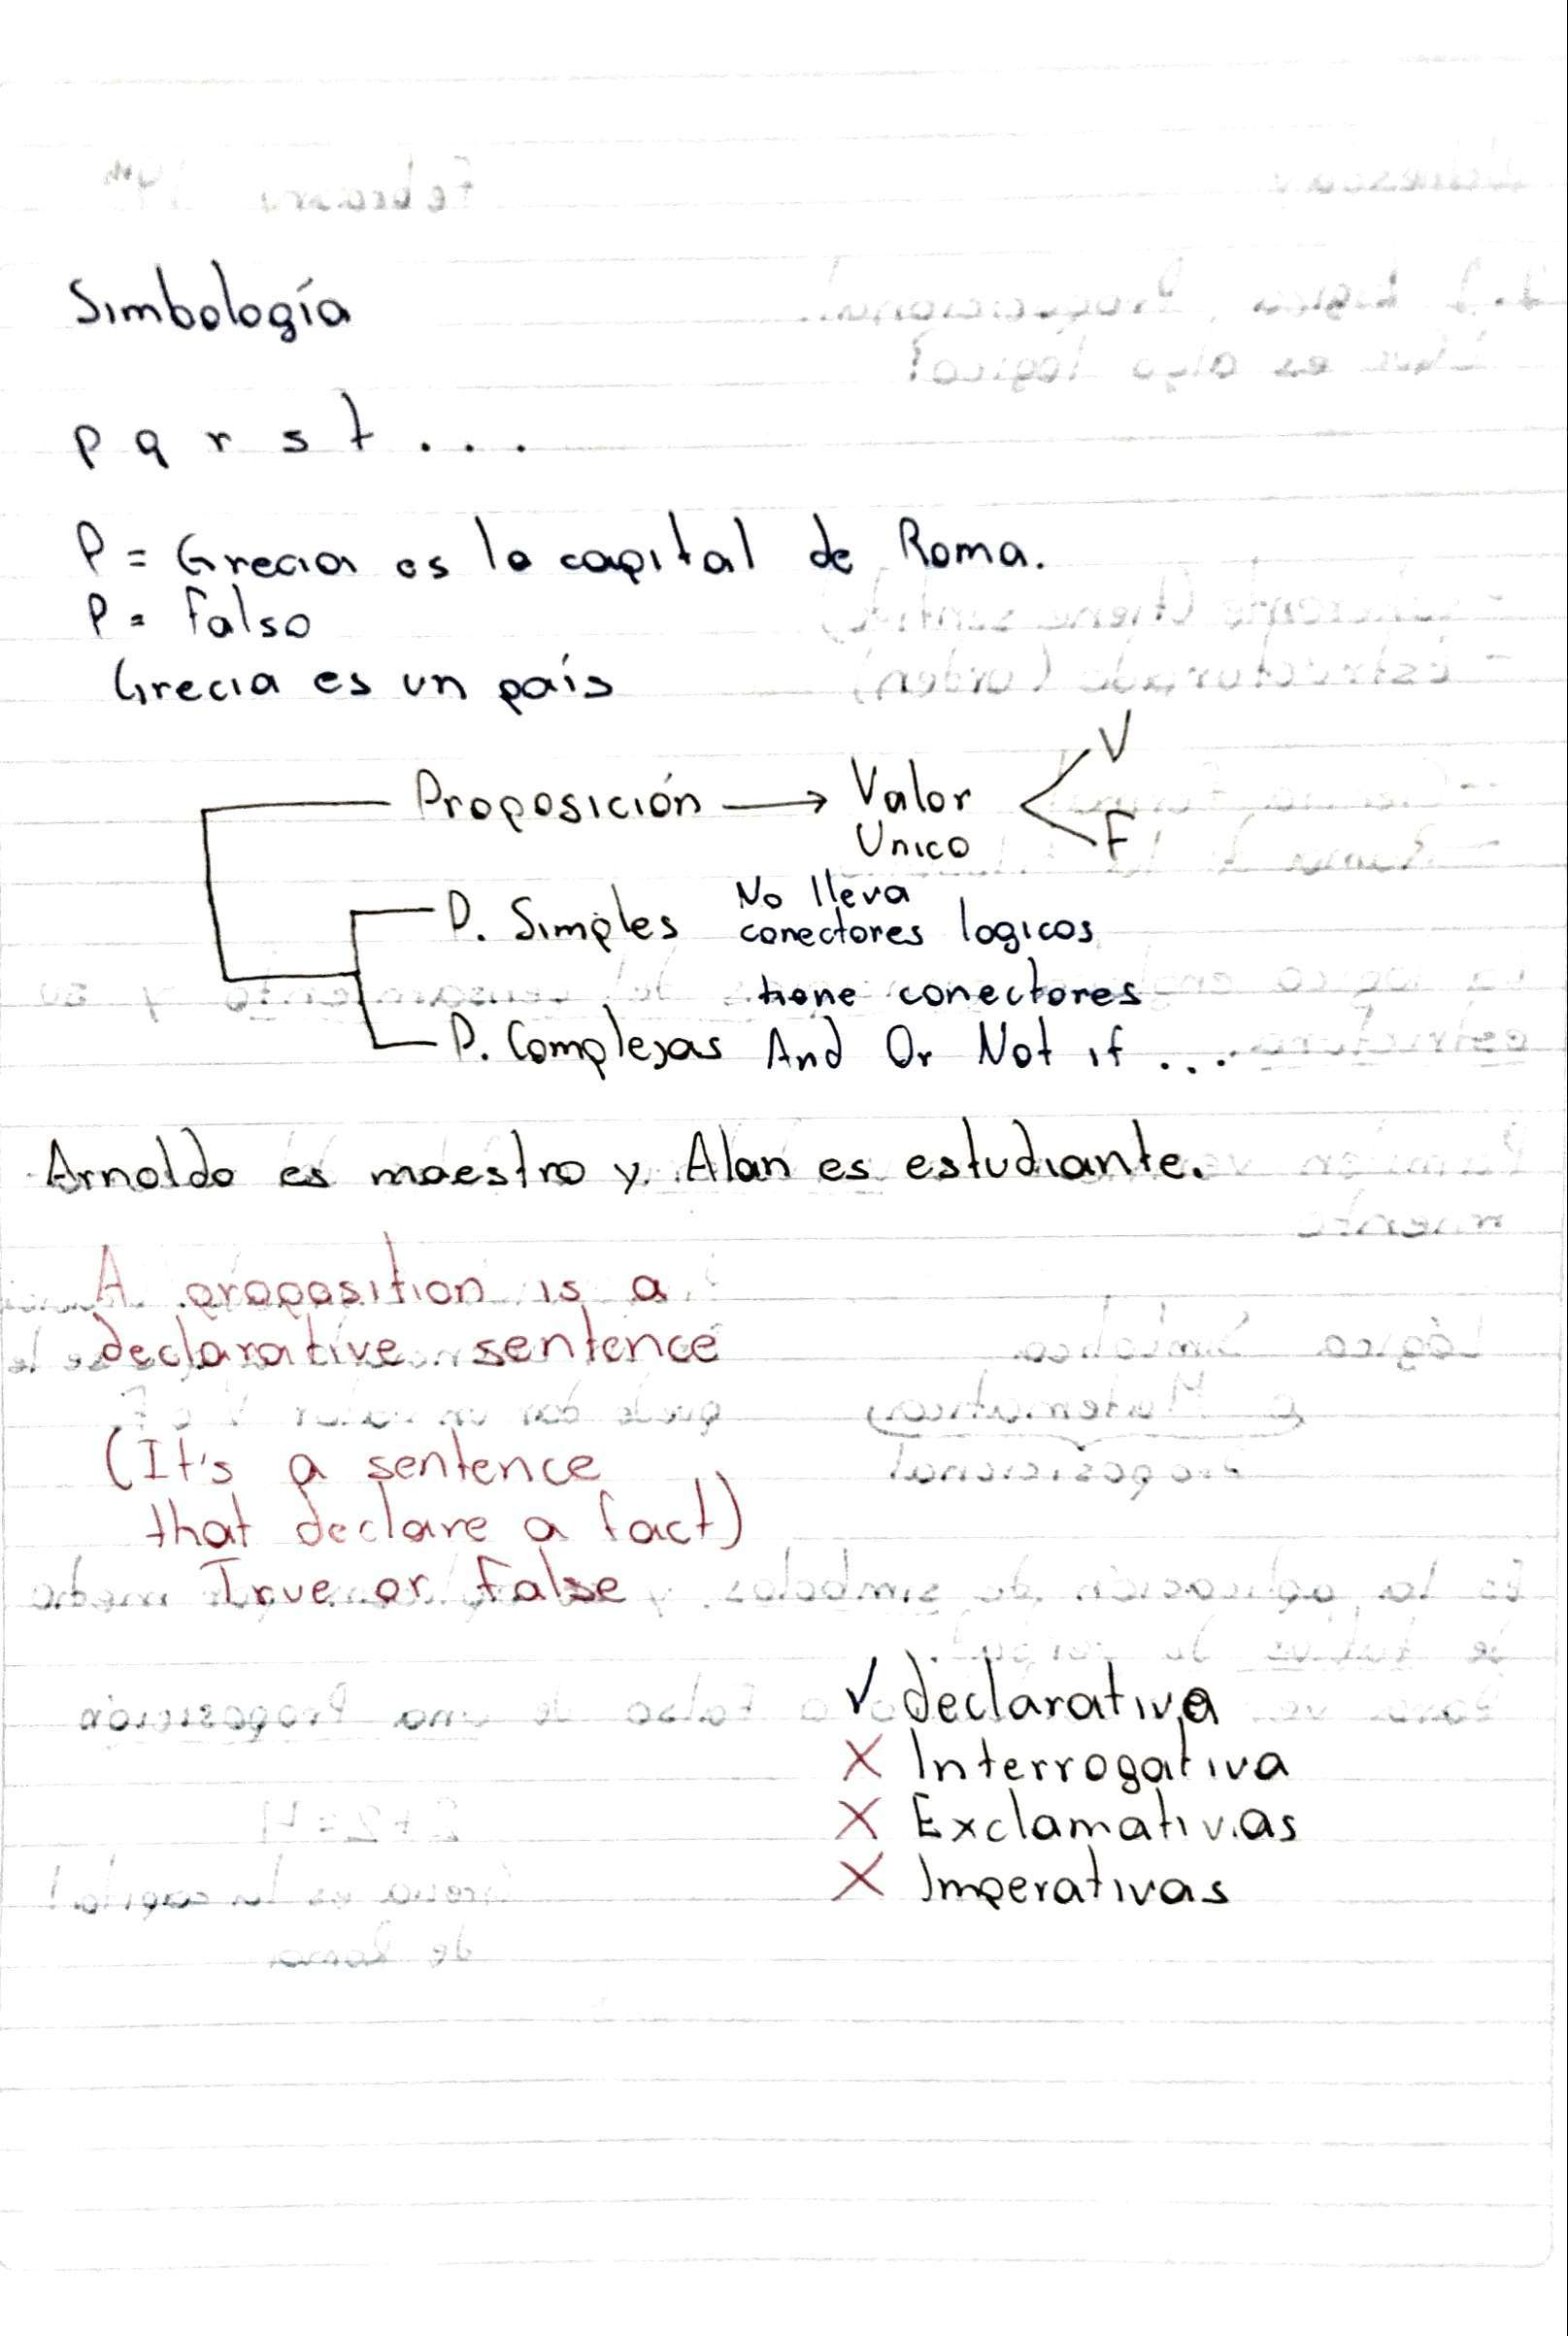 Simbología
p q r s t ...
P = Grecia es la capital de Roma.
P = Falso
Grecia es un país
Proposición → Valor Unico < V F
P. Simples No lleva conectores logicos
P. Complejas tiene conectores And Or Not if ...
Arnoldo es maestro y Alan es estudiante.
A proposition is a
declarative sentence
(It's a sentence
that declare a fact)
True or false
✓ declarativa
X Interrogativa
X Exclamativas
X Imperativas